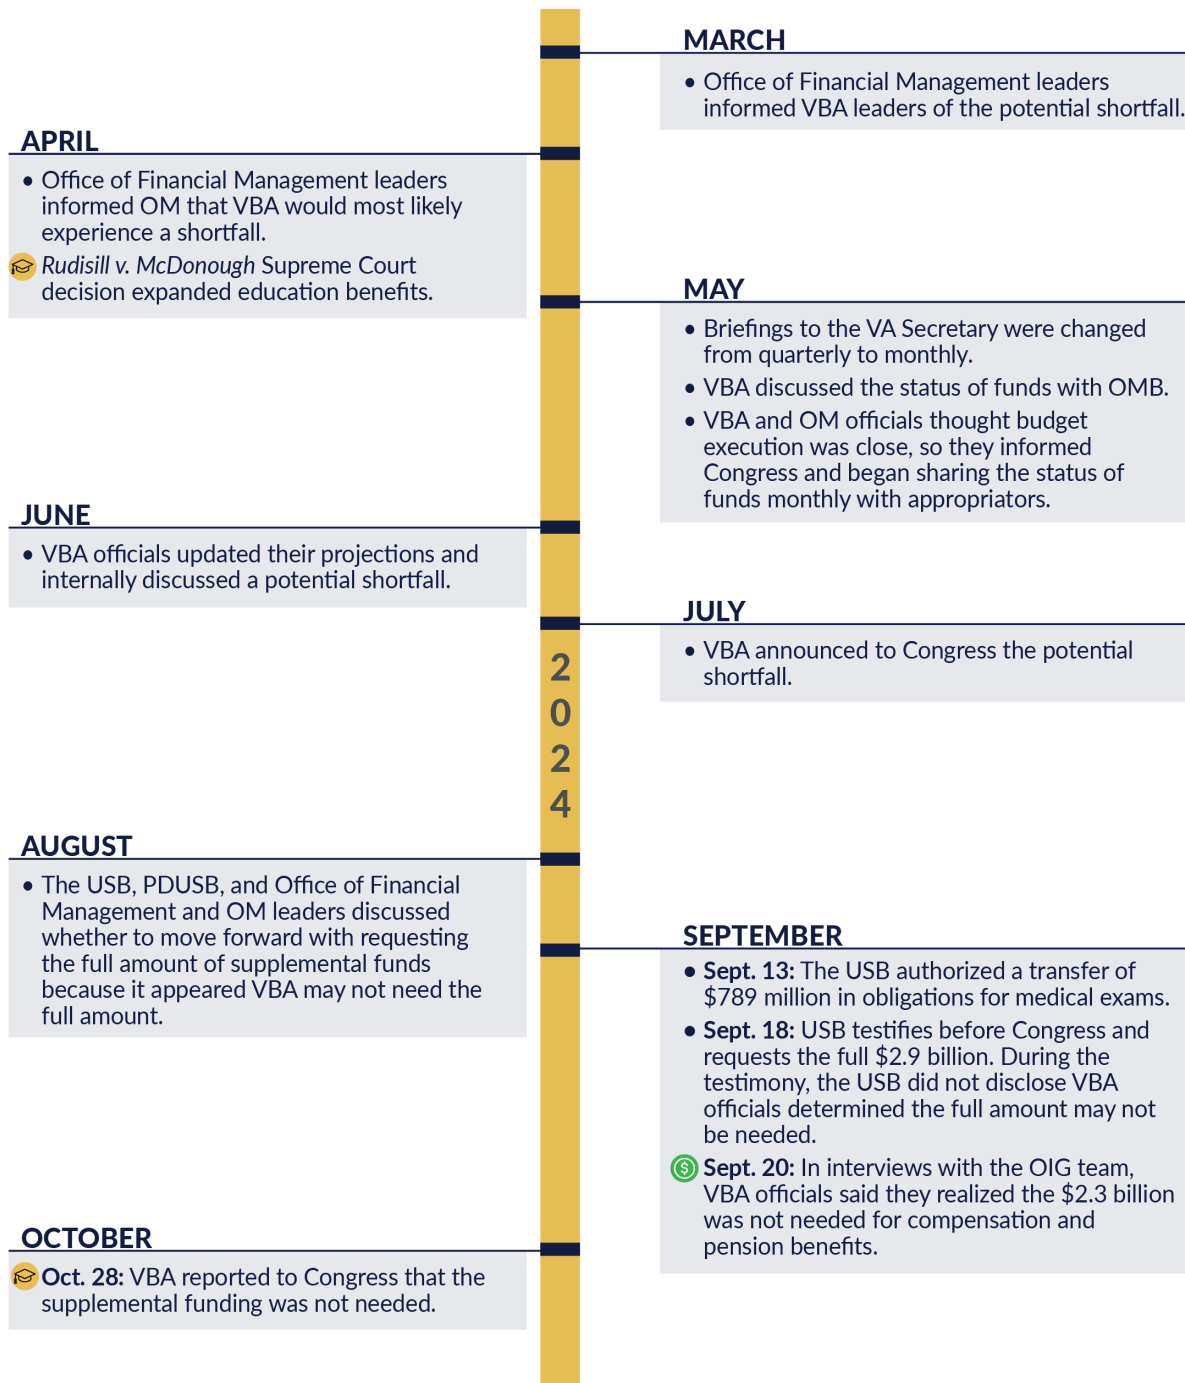 MARCH
• Office of Financial Management leaders
informed VBA leaders of the potential shortfall.
APRIL
• Office of Financial Management leaders
informed OM that VBA would most likely
experience a shortfall.
Rudisill v. McDonough Supreme Court
decision expanded education benefits.
MAY
• Briefings to the VA Secretary were changed
from quarterly to monthly.
• VBA discussed the status of funds with OMB.
• VBA and OM officials thought budget
execution was close, so they informed
Congress and began sharing the status of
funds monthly with appropriators.
JUNE
• VBA officials updated their projections and
internally discussed a potential shortfall.
JULY
• VBA announced to Congress the potential
shortfall.
2
0
2
4
AUGUST
• The USB, PDUSB, and Office of Financial
Management and OM leaders discussed
whether to move forward with requesting
the full amount of supplemental funds
because it appeared VBA may not need the
full amount.
SEPTEMBER
• Sept. 13: The USB authorized a transfer of
$789 million in obligations for medical exams.
• Sept. 18: USB testifies before Congress and
requests the full $2.9 billion. During the
testimony, the USB did not disclose VBA
officials determined the full amount may not
be needed.
$ Sept. 20: In interviews with the OIG team,
VBA officials said they realized the $2.3 billion
was not needed for compensation and
pension benefits.
OCTOBER
Oct. 28: VBA reported to Congress that the
supplemental funding was not needed.